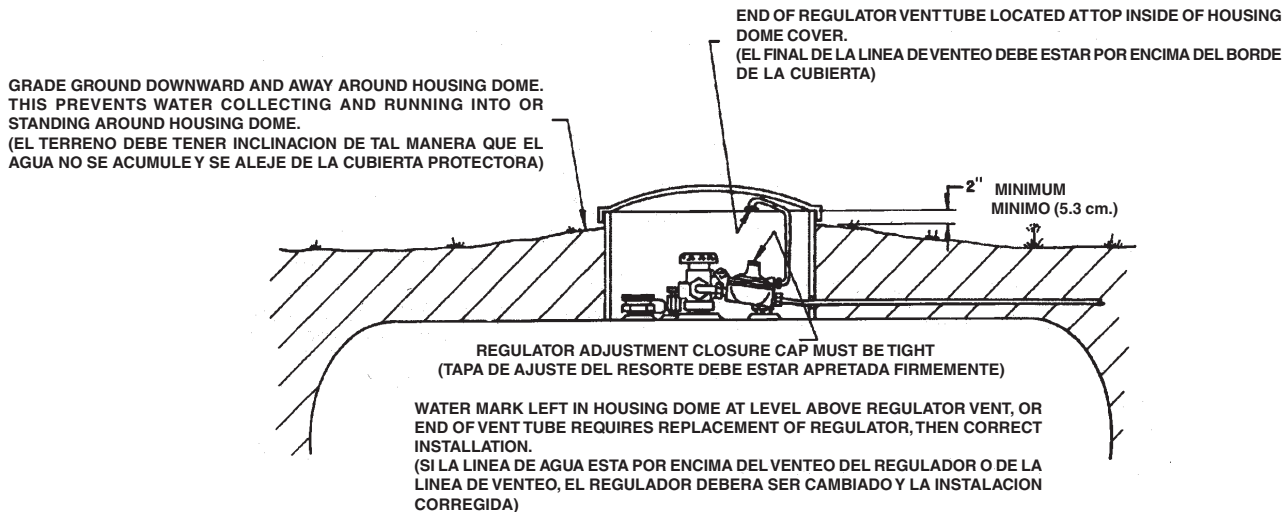 END OF REGULATOR VENT TUBE LOCATED AT TOP INSIDE OF HOUSING
DOME COVER.
(EL FINAL DE LA LINEA DE VENTEO DEBE ESTAR POR ENCIMA DEL BORDE
DE LA CUBIERTA)
GRADE GROUND DOWNWARD AND AWAY AROUND HOUSING DOME.
THIS PREVENTS WATER COLLECTING AND RUNNING INTO OR
STANDING AROUND HOUSING DOME.
(EL TERRENO DEBE TENER INCLINACION DE TAL MANERA QUE EL
AGUA NO SE ACUMULE Y SE ALEJE DE LA CUBIERTA PROTECTORA)
2" MINIMUM
MINIMO (5.3 cm.)
REGULATOR ADJUSTMENT CLOSURE CAP MUST BE TIGHT
(TAPA DE AJUSTE DEL RESORTE DEBE ESTAR APRETADA FIRMEMENTE)
WATER MARK LEFT IN HOUSING DOME AT LEVEL ABOVE REGULATOR VENT, OR
END OF VENT TUBE REQUIRES REPLACEMENT OF REGULATOR, THEN CORRECT
INSTALLATION.
(SI LA LINEA DE AGUA ESTA POR ENCIMA DEL VENTEO DEL REGULADOR O DE LA
LINEA DE VENTEO, EL REGULADOR DEBERA SER CAMBIADO Y LA INSTALACION
CORREGIDA)